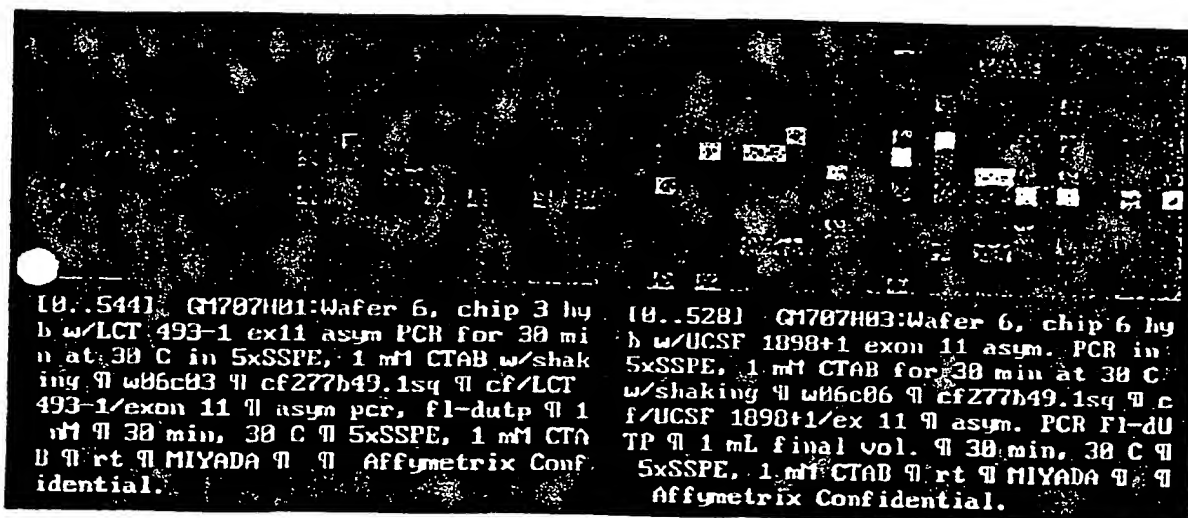 [0..544] GM707H01:Wafer 6, chip 3 hy
b w/LCT 493-1 ex11 asym PCR for 30 mi
n at 30 C in 5xSSPE, 1 mM CTAB w/shak
ing ¶ w06c03 ¶ cf277b49.1sq ¶ cf/LCT
493-1/exon 11 ¶ asym pcr, fl-dutp ¶ 1
nM ¶ 30 min, 30 C ¶ 5xSSPE, 1 mM CTA
B ¶ rt ¶ MIYADA ¶ ¶ Affymetrix Conf
idential.
[0..528] GM707H03:Wafer 6, chip 6 hy
b w/UCSF 1898+1 exon 11 asym. PCR in
5xSSPE, 1 mM CTAB for 30 min at 30 C
w/shaking ¶ w06c06 ¶ cf277b49.1sq ¶ c
f/UCSF 1898+1/ex 11 ¶ asym. PCR Fl-dU
TP ¶ 1 mL final vol. ¶ 30 min, 30 C ¶
5xSSPE, 1 mM CTAB ¶ rt ¶ MIYADA ¶ ¶
Affymetrix Confidential.